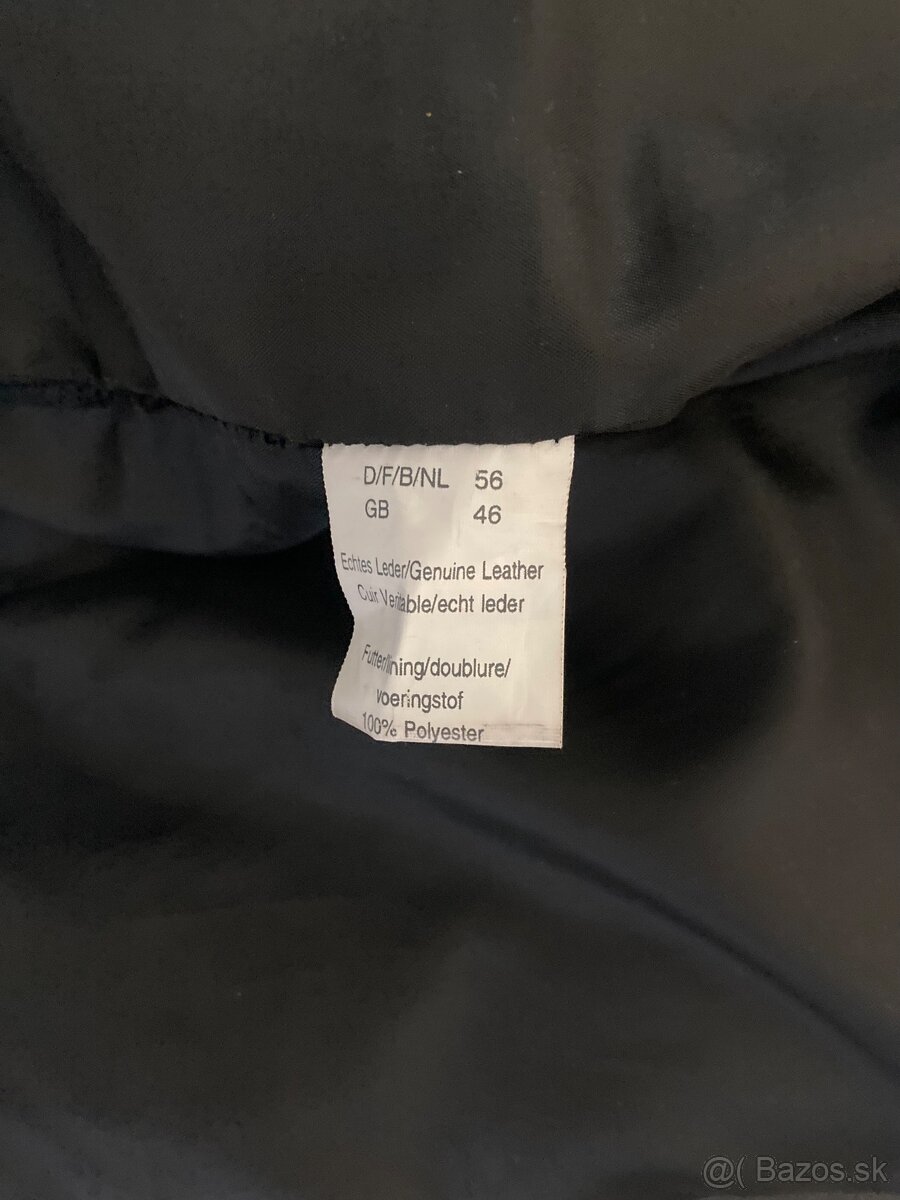 D/F/B/NL 56
GB 46
Echtes Leder/Genuine Leather
Cuir Veritable/echt leder
Futter/lining/doublure/
voeringstof
100% Polyester
@( Bazos.sk